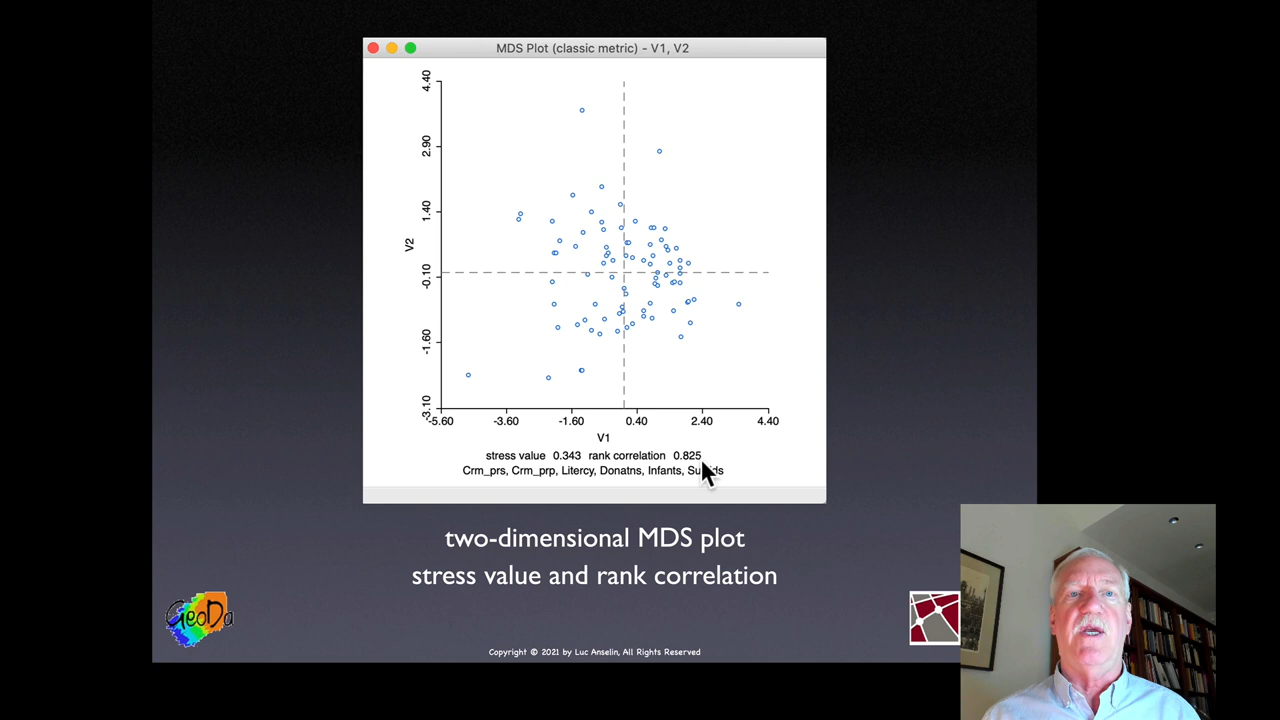 MDS Plot (classic metric) - V1, V2
4.40
2.90
1.40
-0.10
-1.60
-3.10
V2
-5.60 -3.60 -1.60 0.40 2.40 4.40
V1
stress value 0.343 rank correlation 0.825
Crm_prs, Crm_prp, Litercy, Donatns, Infants,
two-dimensional MDS plot
stress value and rank correlation
GeoDa
Copyright © 2021 by Luc Anselin, All Rights Reserved